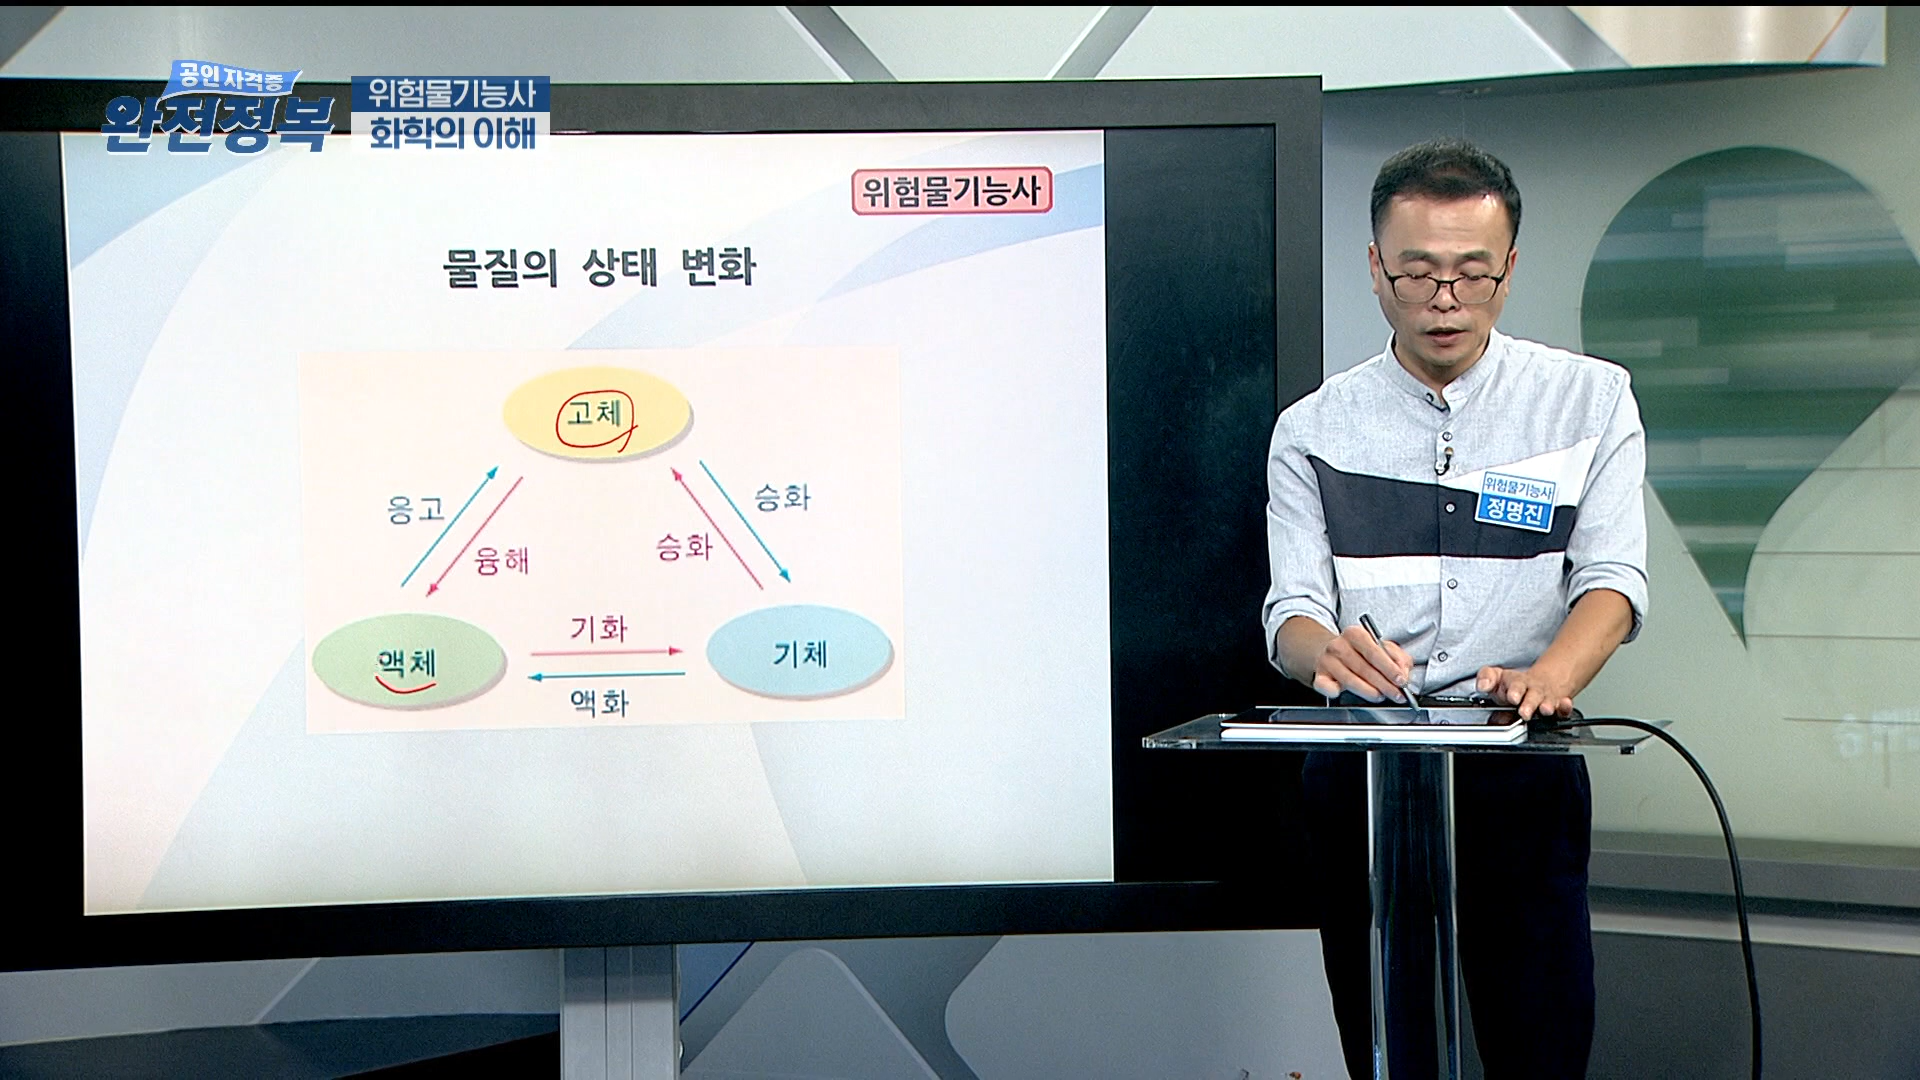 공인 자격증
완전정복
위험물기능사
화학의 이해
위험물기능사
물질의 상태 변화
고체
응고
융해
승화
승화
액체
기화
액화
기체
위험물기능사
정명진